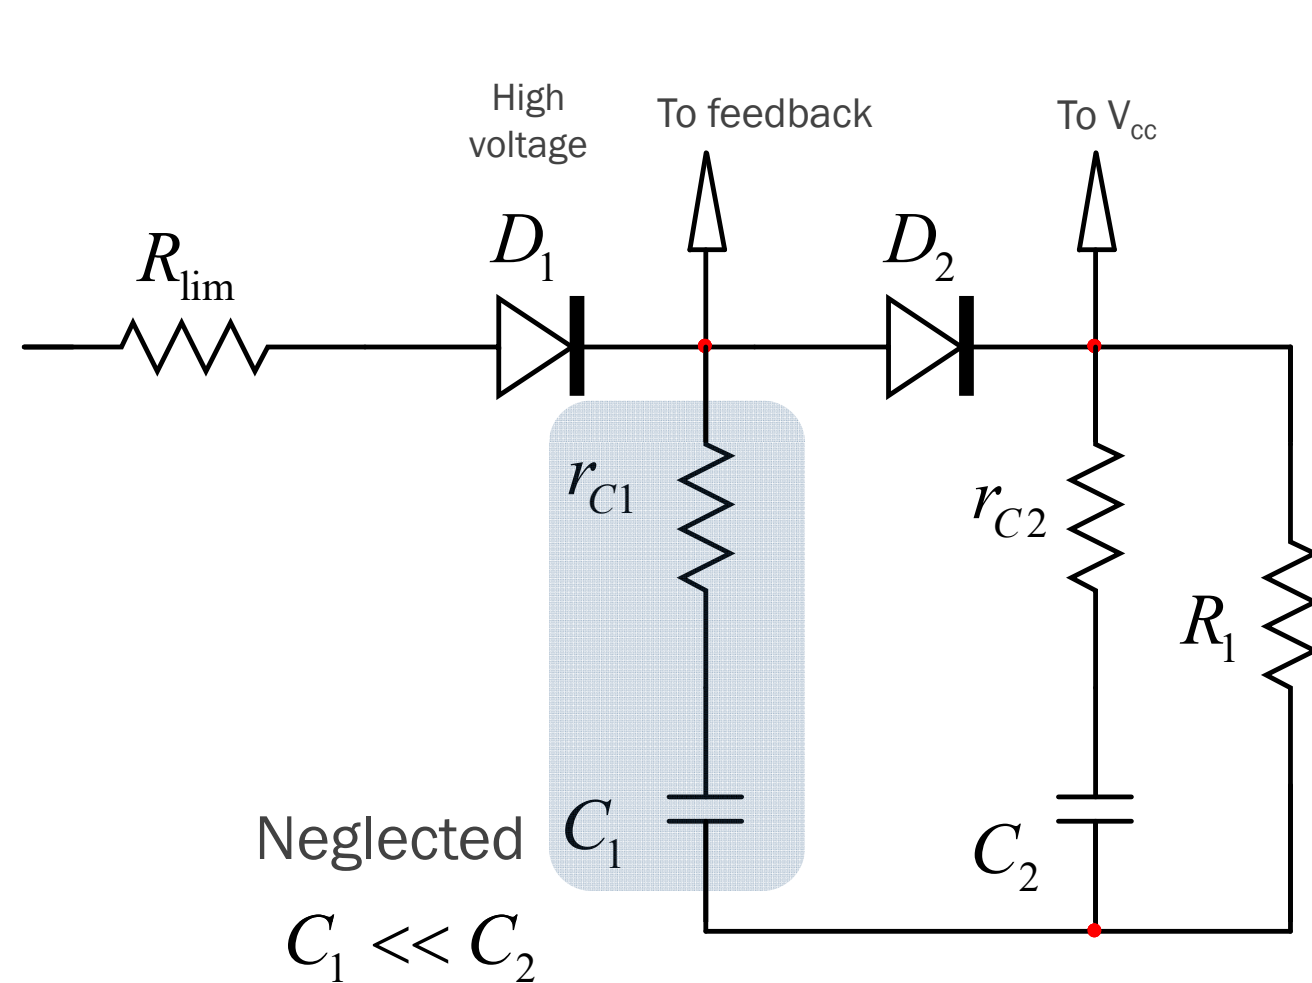 High
voltage
To feedback
To Vcc
Rlim
D1
D2
rC1
rC2
R1
C1
C2
Neglected
C1 << C2